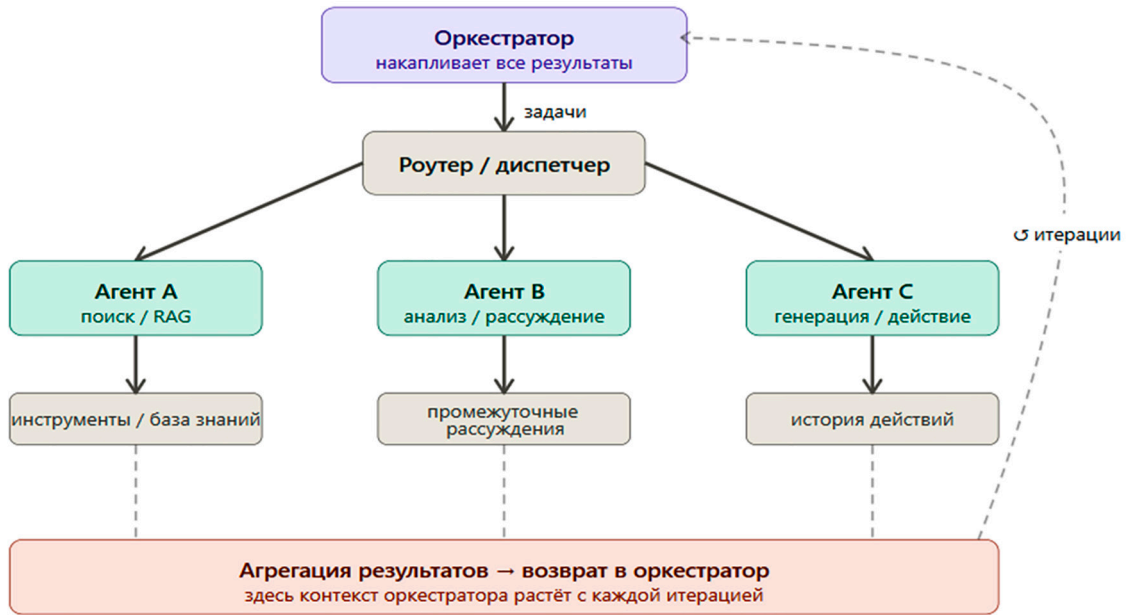 Оркестратор
накапливает все результаты
задачи
Роутер / диспетчер
↺ итерации
Агент A
поиск / RAG
Агент B
анализ / рассуждение
Агент C
генерация / действие
инструменты / база знаний
промежуточные
рассуждения
история действий
Агрегация результатов → возврат в оркестратор
здесь контекст оркестратора растёт с каждой итерацией